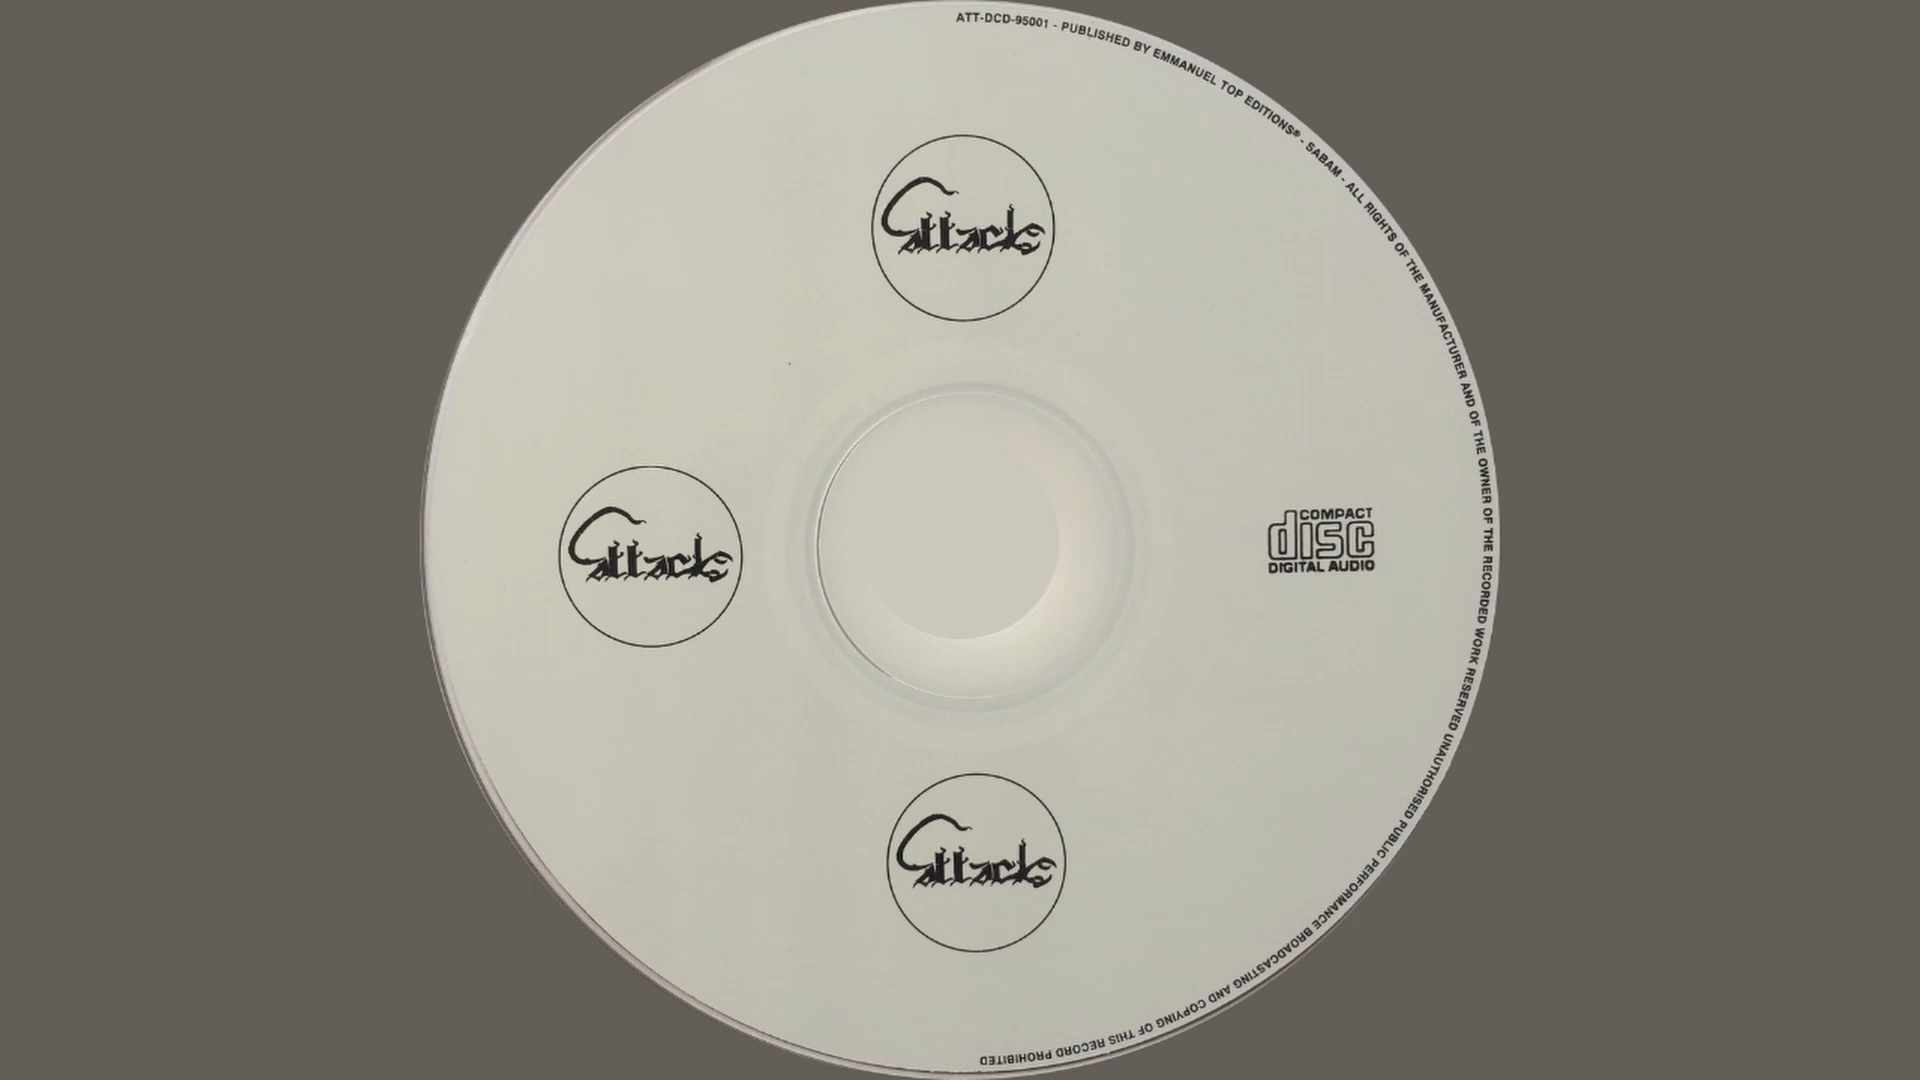 ATT-DCD-95001 - PUBLISHED BY EMMANUEL TOP EDITIONS® - SABAM - ALL RIGHTS OF THE MANUFACTURER AND OF THE OWNER OF THE RECORDED WORK RESERVED UNAUTHORISED PUBLIC PERFORMANCE BROADCASTING AND COPYING OF THIS RECORD PROHIBITED
attack
attack
COMPACT
disc
DIGITAL AUDIO
attack